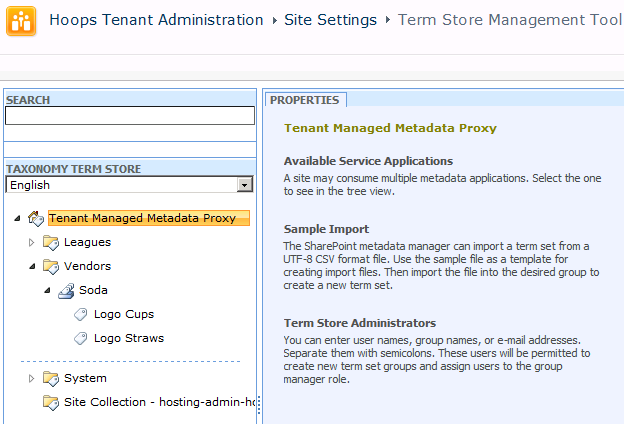 Hoops Tenant Administration ▸ Site Settings ▸ Term Store Management Tool
SEARCH
TAXONOMY TERM STORE
English
Tenant Managed Metadata Proxy
Leagues
Vendors
Soda
Logo Cups
Logo Straws
System
Site Collection - hosting-admin-ho
PROPERTIES
Tenant Managed Metadata Proxy
Available Service Applications
A site may consume multiple metadata applications. Select the one
to see in the tree view.
Sample Import
The SharePoint metadata manager can import a term set from a
UTF-8 CSV format file. Use the sample file as a template for
creating import files. Then import the file into the desired group to
create a new term set.
Term Store Administrators
You can enter user names, group names, or e-mail addresses.
Separate them with semicolons. These users will be permitted to
create new term set groups and assign users to the group
manager role.